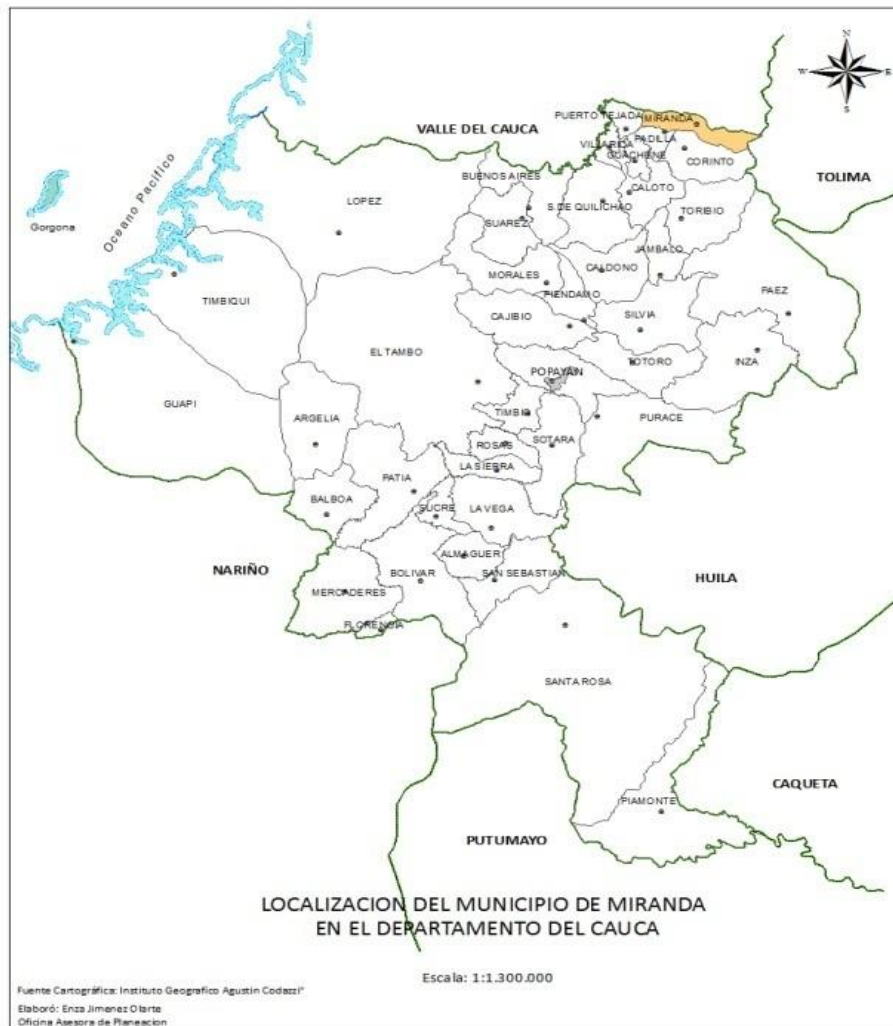 N
W
E
S
VALLE DEL CAUCA
PUERTO TEJADA
MIRANDA
PADILLA
VILLARICA
GUACHENE
CORINTO
TOLIMA
BUENOS AIRES
CALOTO
LOPEZ
S. DE QUILICHAO
TORIBIO
SUAREZ
Oceano Pacífico
Gorgona
JAMBALO
MORALES
CALDONO
PAEZ
TIMBIQUI
PIENDAMO
CAJIBIO
SILVIA
EL TAMBO
TOTORO
INZA
POPAYAN
GUAPI
ARGELIA
TIMBIO
PURACE
ROSAS
SOTARA
LA SIERRA
PATIA
BALBOA
SUCRE
LA VEGA
ALMAGUER
NARIÑO
BOLIVAR
SAN SEBASTIAN
HUILA
MERCADERES
FLORENCIA
SANTA ROSA
CAQUETA
PIAMONTE
PUTUMAYO
LOCALIZACION DEL MUNICIPIO DE MIRANDA
EN EL DEPARTAMENTO DEL CAUCA
Escala: 1:1.300.000
Fuente Cartográfica: Instituto Geografico Agustin Codazzi"
Elaboró: Enza Jimenez Olarte
Oficina Asesora de Planeacion